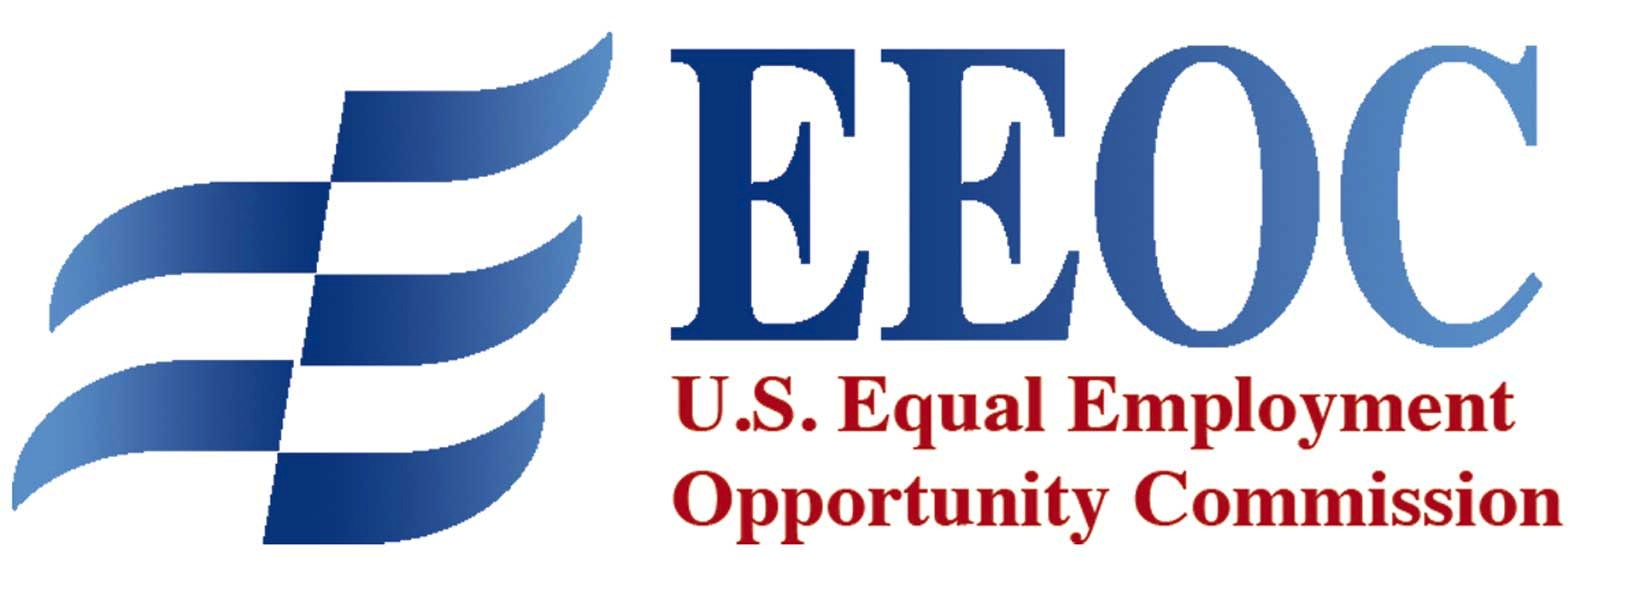 EEOC
U.S. Equal Employment
Opportunity Commission